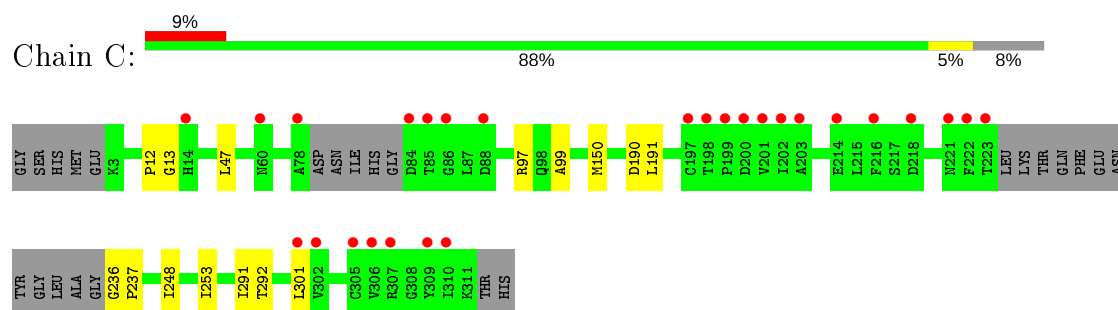 9%
Chain C:
88% 5% 8%
GLY SER HIS MET GLU K3 P12 G13 H14 L47 N60 A78 ASP ASN ILE HIS GLY D84 T85 G86 L87 D88 R97 Q98 A99 M150 D190 L191 C197 T198 P199 D200 V201 I202 A203 E214 L215 F216 S217 D218 N221 F222 T223 LEU LYS THR GLN PHE GLU ASN
TYR GLY LEU ALA GLY G236 P237 I248 I253 I291 T292 L301 V302 C305 V306 R307 G308 Y309 I310 K311 THR HIS